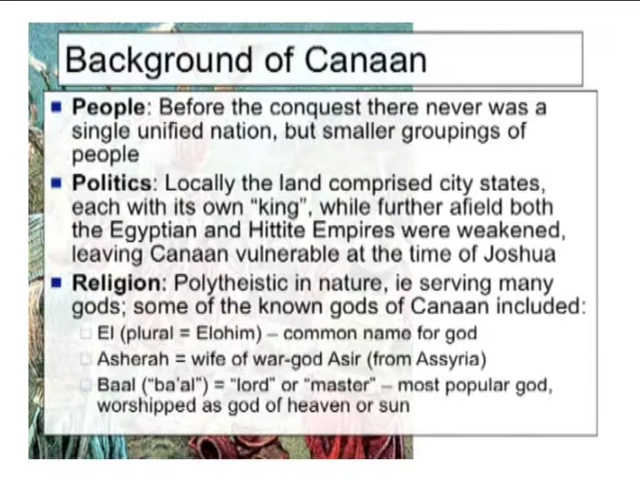 Background of Canaan
People: Before the conquest there never was a
single unified nation, but smaller groupings of
people
Politics: Locally the land comprised city states,
each with its own “king”, while further afield both
the Egyptian and Hittite Empires were weakened,
leaving Canaan vulnerable at the time of Joshua
Religion: Polytheistic in nature, ie serving many
gods; some of the known gods of Canaan included:
El (plural = Elohim) – common name for god
Asherah = wife of war-god Asir (from Assyria)
Baal (“ba’al”) = “lord” or “master” – most popular god,
worshipped as god of heaven or sun